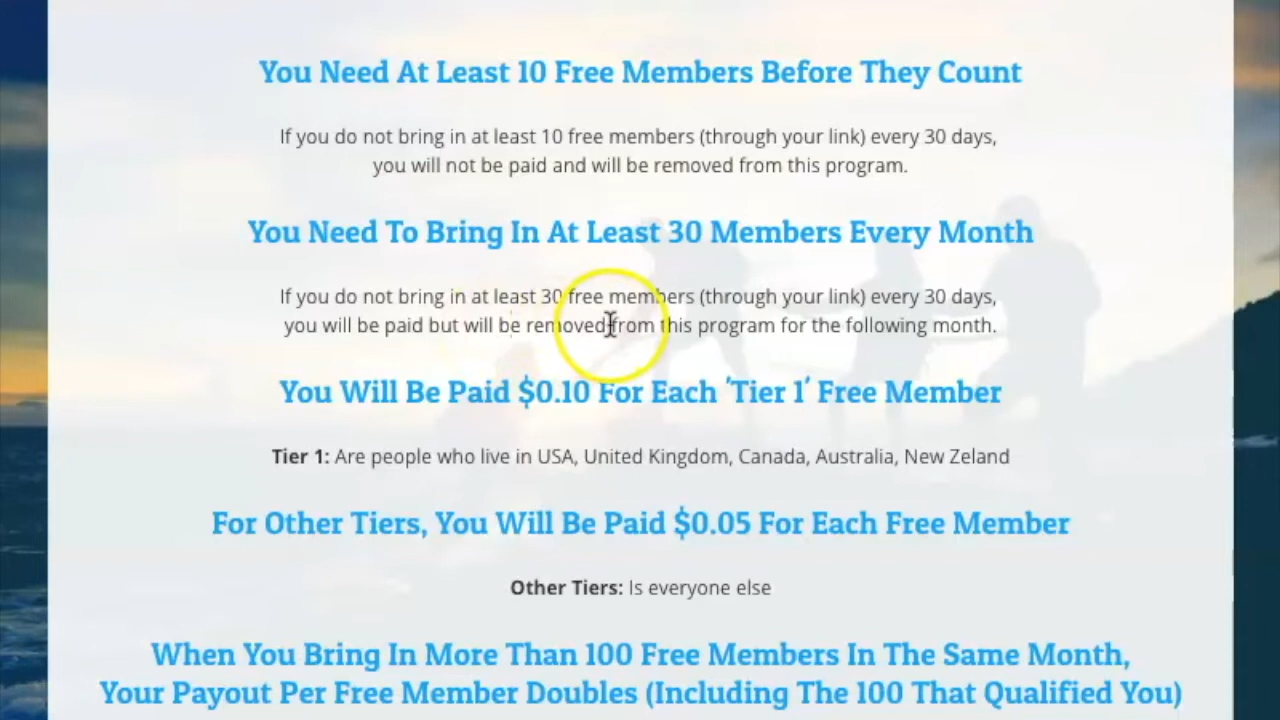 You Need At Least 10 Free Members Before They Count
If you do not bring in at least 10 free members (through your link) every 30 days,
you will not be paid and will be removed from this program.
You Need To Bring In At Least 30 Members Every Month
If you do not bring in at least 30 free members (through your link) every 30 days,
you will be paid but will be removed from this program for the following month.
You Will Be Paid $0.10 For Each 'Tier 1' Free Member
Tier 1: Are people who live in USA, United Kingdom, Canada, Australia, New Zeland
For Other Tiers, You Will Be Paid $0.05 For Each Free Member
Other Tiers: Is everyone else
When You Bring In More Than 100 Free Members In The Same Month,
Your Payout Per Free Member Doubles (Including The 100 That Qualified You)